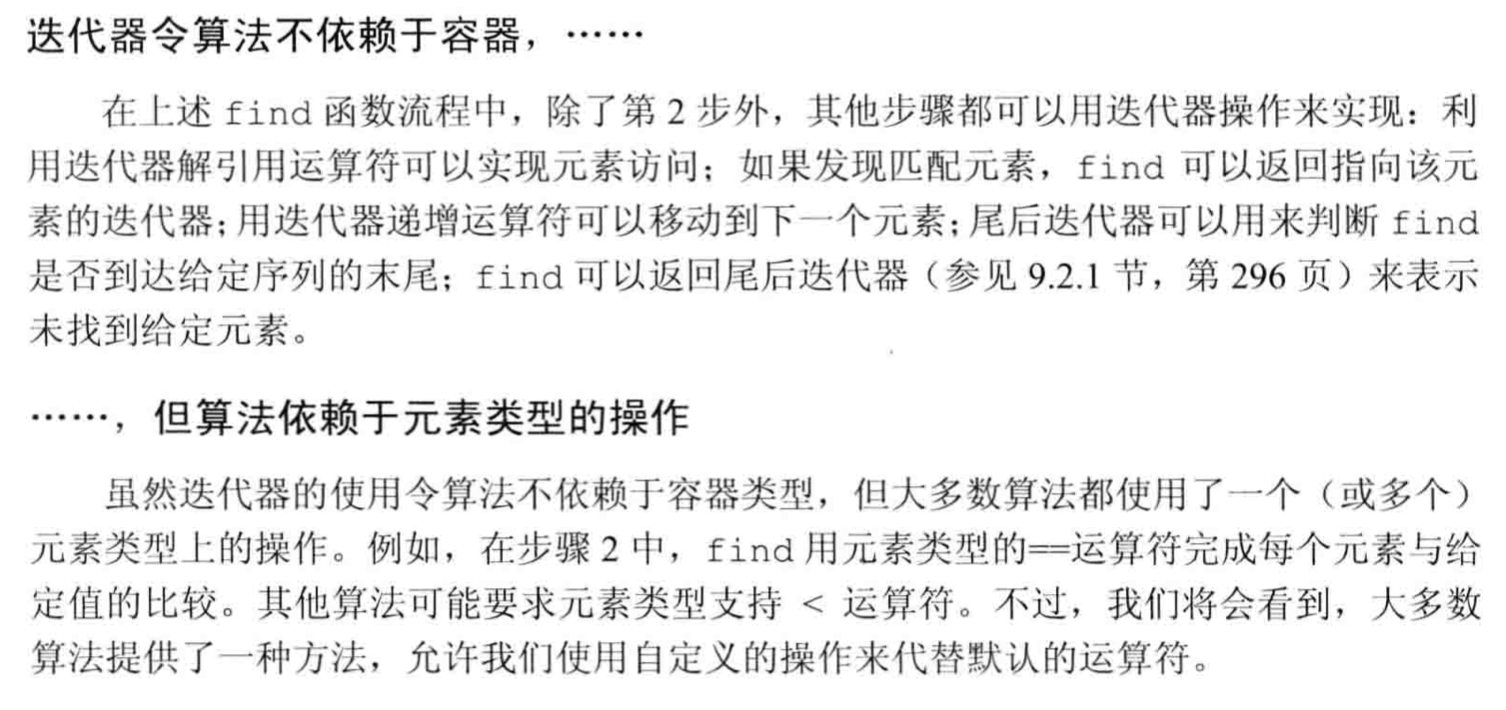 迭代器令算法不依赖于容器，……
在上述 find 函数流程中，除了第 2 步外，其他步骤都可以用迭代器操作来实现：利
用迭代器解引用运算符可以实现元素访问；如果发现匹配元素，find 可以返回指向该元
素的迭代器；用迭代器递增运算符可以移动到下一个元素；尾后迭代器可以用来判断 find
是否到达给定序列的末尾；find 可以返回尾后迭代器（参见 9.2.1 节，第 296 页）来表示
未找到给定元素。
……，但算法依赖于元素类型的操作
虽然迭代器的使用令算法不依赖于容器类型，但大多数算法都使用了一个（或多个）
元素类型上的操作。例如，在步骤 2 中，find 用元素类型的==运算符完成每个元素与给
定值的比较。其他算法可能要求元素类型支持 < 运算符。不过，我们将会看到，大多数
算法提供了一种方法，允许我们使用自定义的操作来代替默认的运算符。